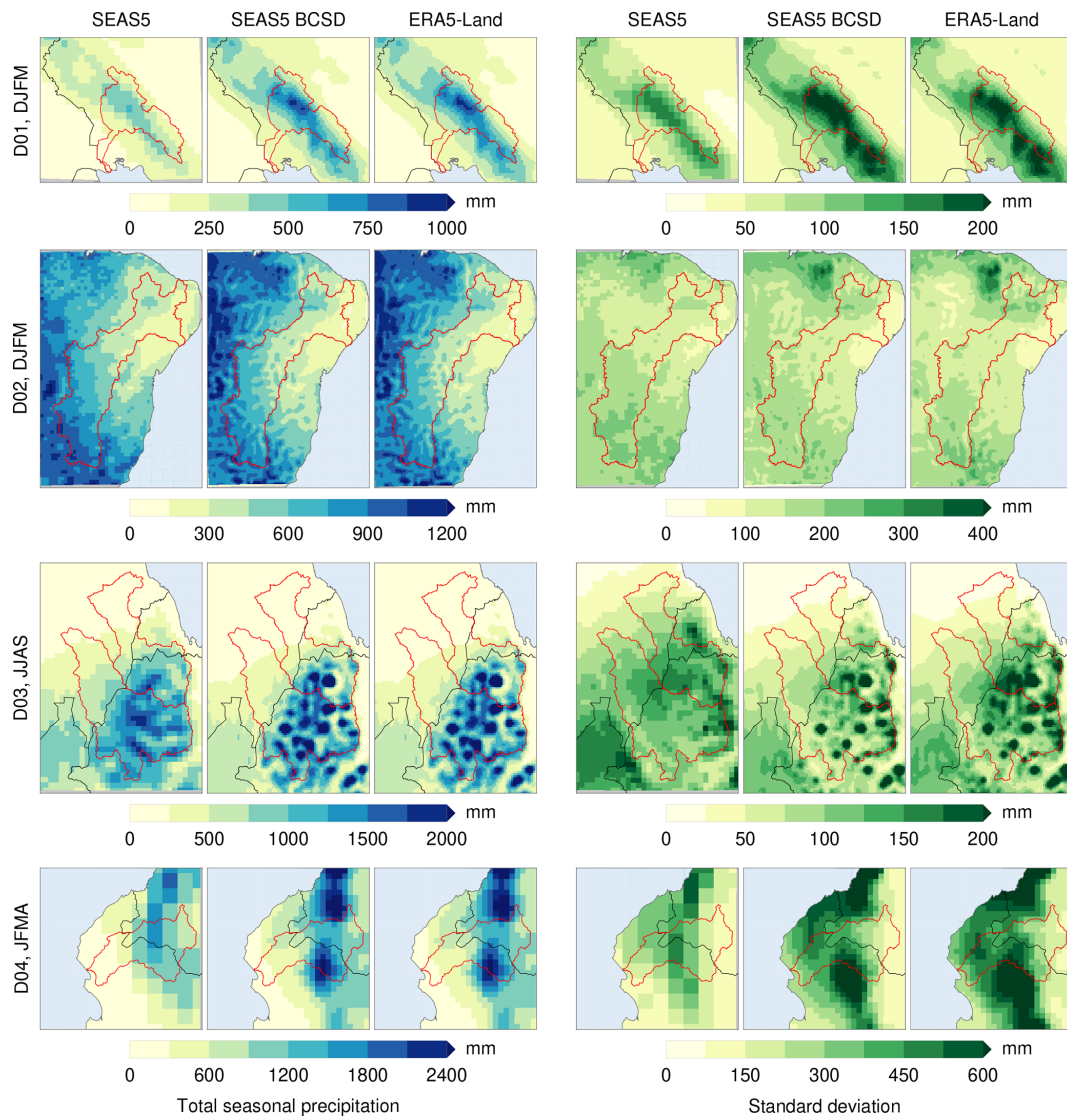 SEAS5 SEAS5 BCSD ERA5-Land SEAS5 SEAS5 BCSD ERA5-Land
D01, DJFM
0 250 500 750 1000 mm 0 50 100 150 200 mm
D02, DJFM
0 300 600 900 1200 mm 0 100 200 300 400 mm
D03, JJAS
0 500 1000 1500 2000 mm 0 50 100 150 200 mm
D04, JFMA
0 600 1200 1800 2400 mm 0 150 300 450 600 mm
Total seasonal precipitation Standard deviation